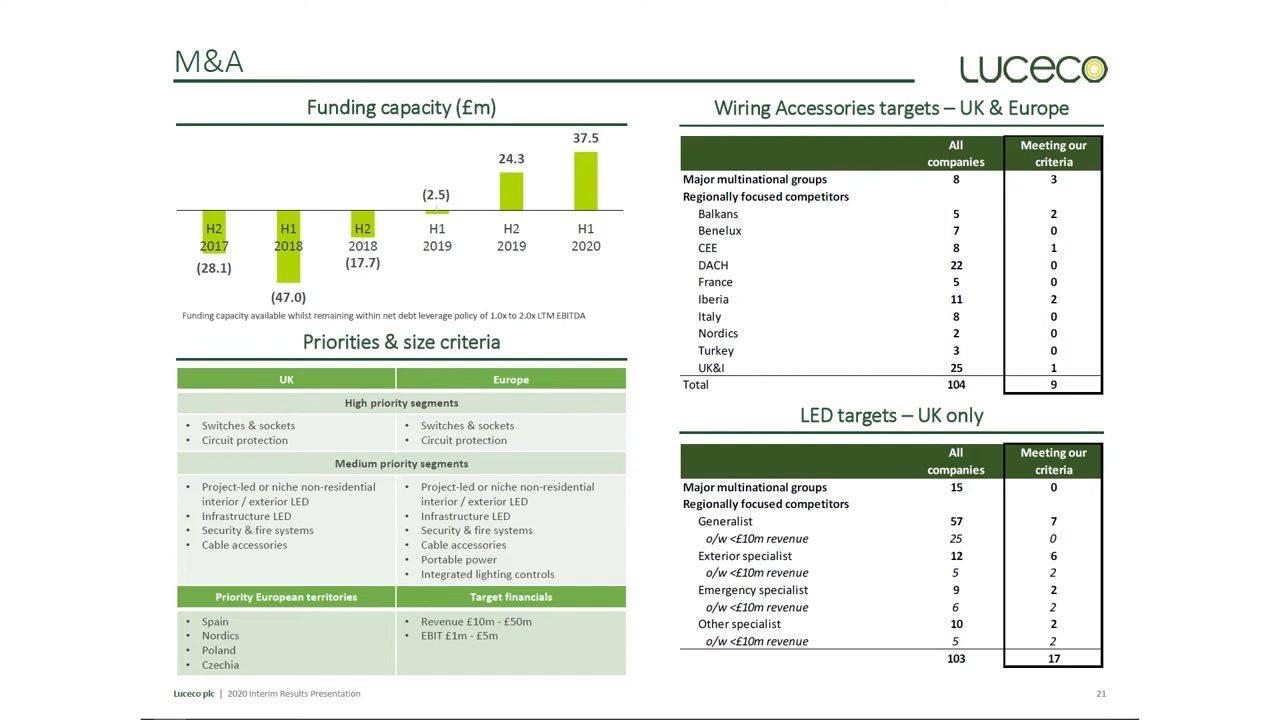 M&A
LUCECO
Funding capacity (£m)
37.5
24.3
(2.5)
H2 H1 H2 H1 H2 H1
2017 2018 2018 2019 2019 2020
(28.1)
(17.7)
(47.0)
Funding capacity available whilst remaining within net debt leverage policy of 1.0x to 2.0x LTM EBITDA
Priorities & size criteria
UK Europe
High priority segments
• Switches & sockets • Switches & sockets
• Circuit protection • Circuit protection
Medium priority segments
• Project-led or niche non-residential • Project-led or niche non-residential
interior / exterior LED interior / exterior LED
• Infrastructure LED • Infrastructure LED
• Security & fire systems • Security & fire systems
• Cable accessories • Cable accessories
• Portable power
• Integrated lighting controls
Priority European territories Target financials
• Spain • Revenue £10m - £50m
• Nordics • EBIT £1m - £5m
• Poland
• Czechia
Wiring Accessories targets – UK & Europe
All Meeting our
companies criteria
Major multinational groups 8 3
Regionally focused competitors
Balkans 5 2
Benelux 7 0
CEE 8 1
DACH 22 0
France 5 0
Iberia 11 2
Italy 8 0
Nordics 2 0
Turkey 3 0
UK&I 25 1
Total 104 9
LED targets – UK only
All Meeting our
companies criteria
Major multinational groups 15 0
Regionally focused competitors
Generalist 57 7
o/w <£10m revenue 25 0
Exterior specialist 12 6
o/w <£10m revenue 5 2
Emergency specialist 9 2
o/w <£10m revenue 6 2
Other specialist 10 2
o/w <£10m revenue 5 2
103 17
Luceco plc | 2020 Interim Results Presentation 21